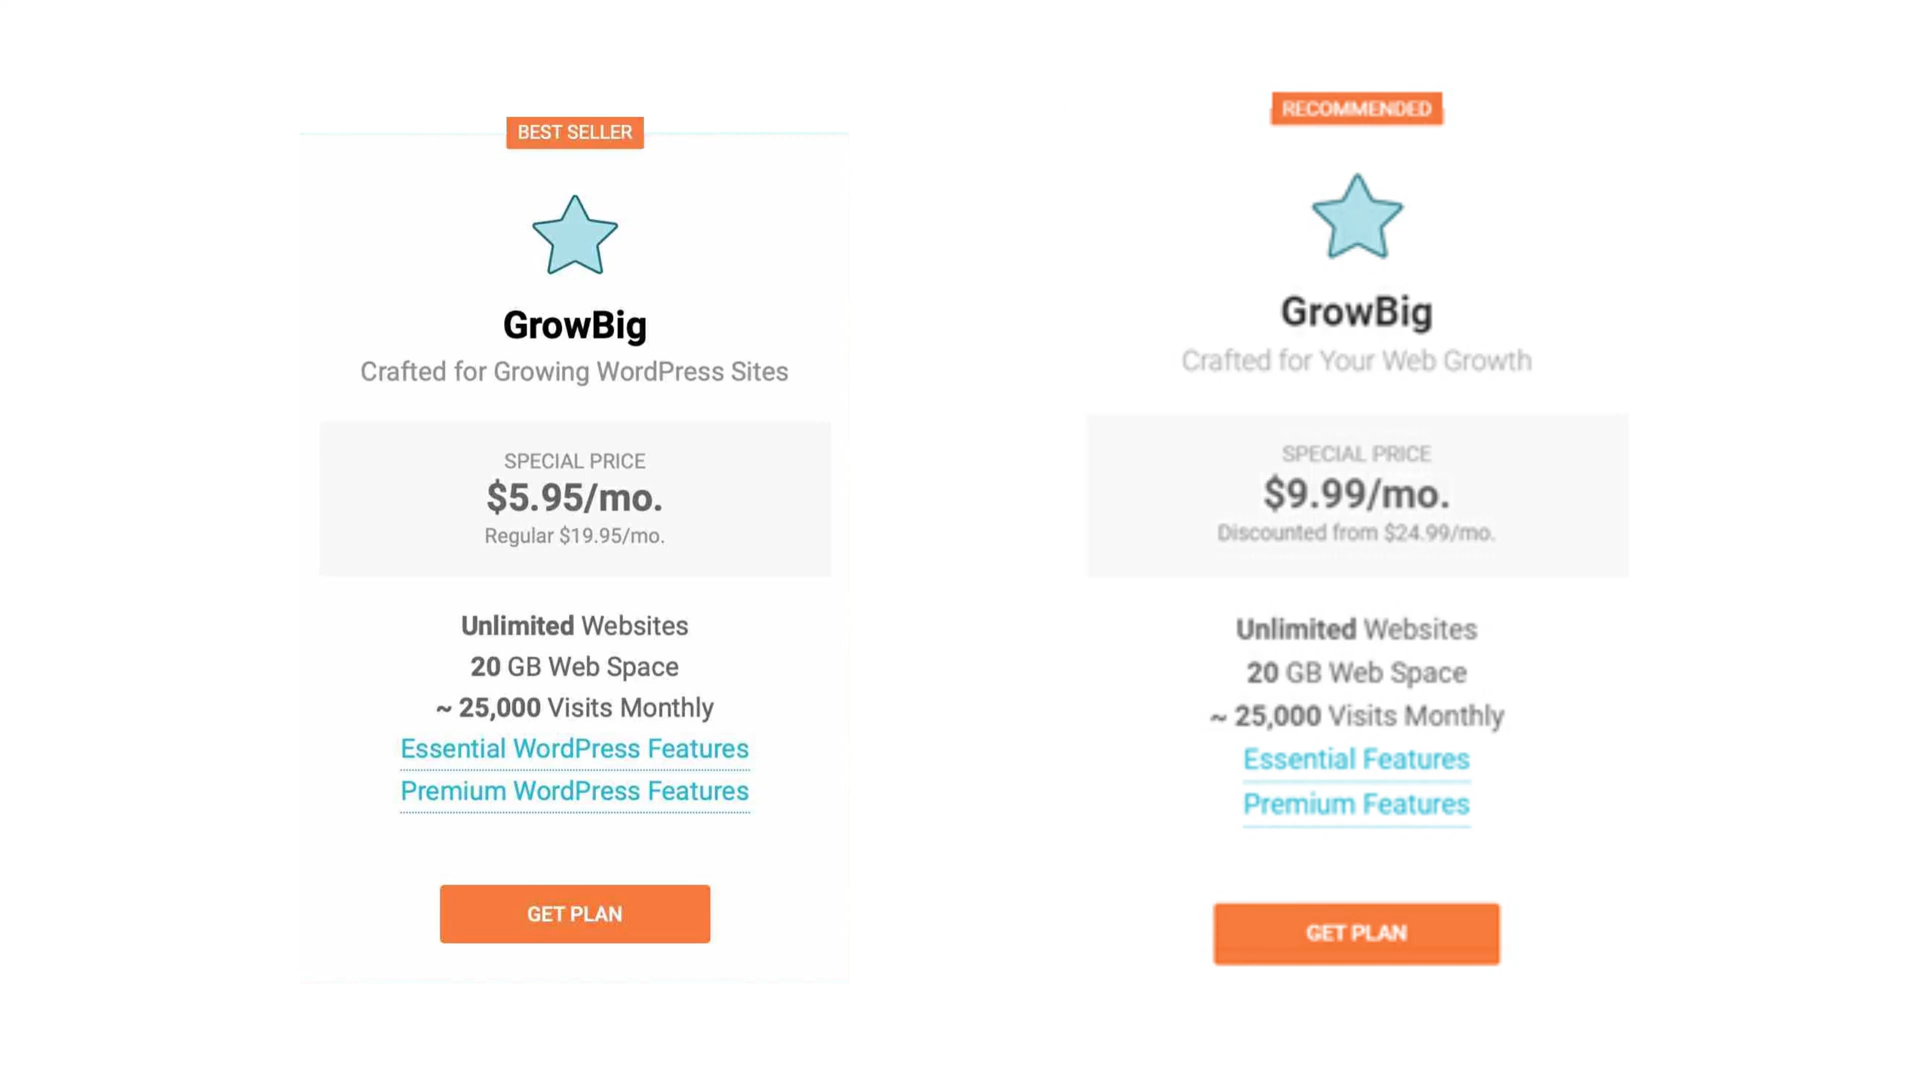 BEST SELLER
GrowBig
Crafted for Growing WordPress Sites
SPECIAL PRICE
$5.95/mo.
Regular $19.95/mo.
Unlimited Websites
20 GB Web Space
~ 25,000 Visits Monthly
Essential WordPress Features
Premium WordPress Features
GET PLAN
RECOMMENDED
GrowBig
Crafted for Your Web Growth
SPECIAL PRICE
$9.99/mo.
Discounted from $24.99/mo.
Unlimited Websites
20 GB Web Space
~ 25,000 Visits Monthly
Essential Features
Premium Features
GET PLAN